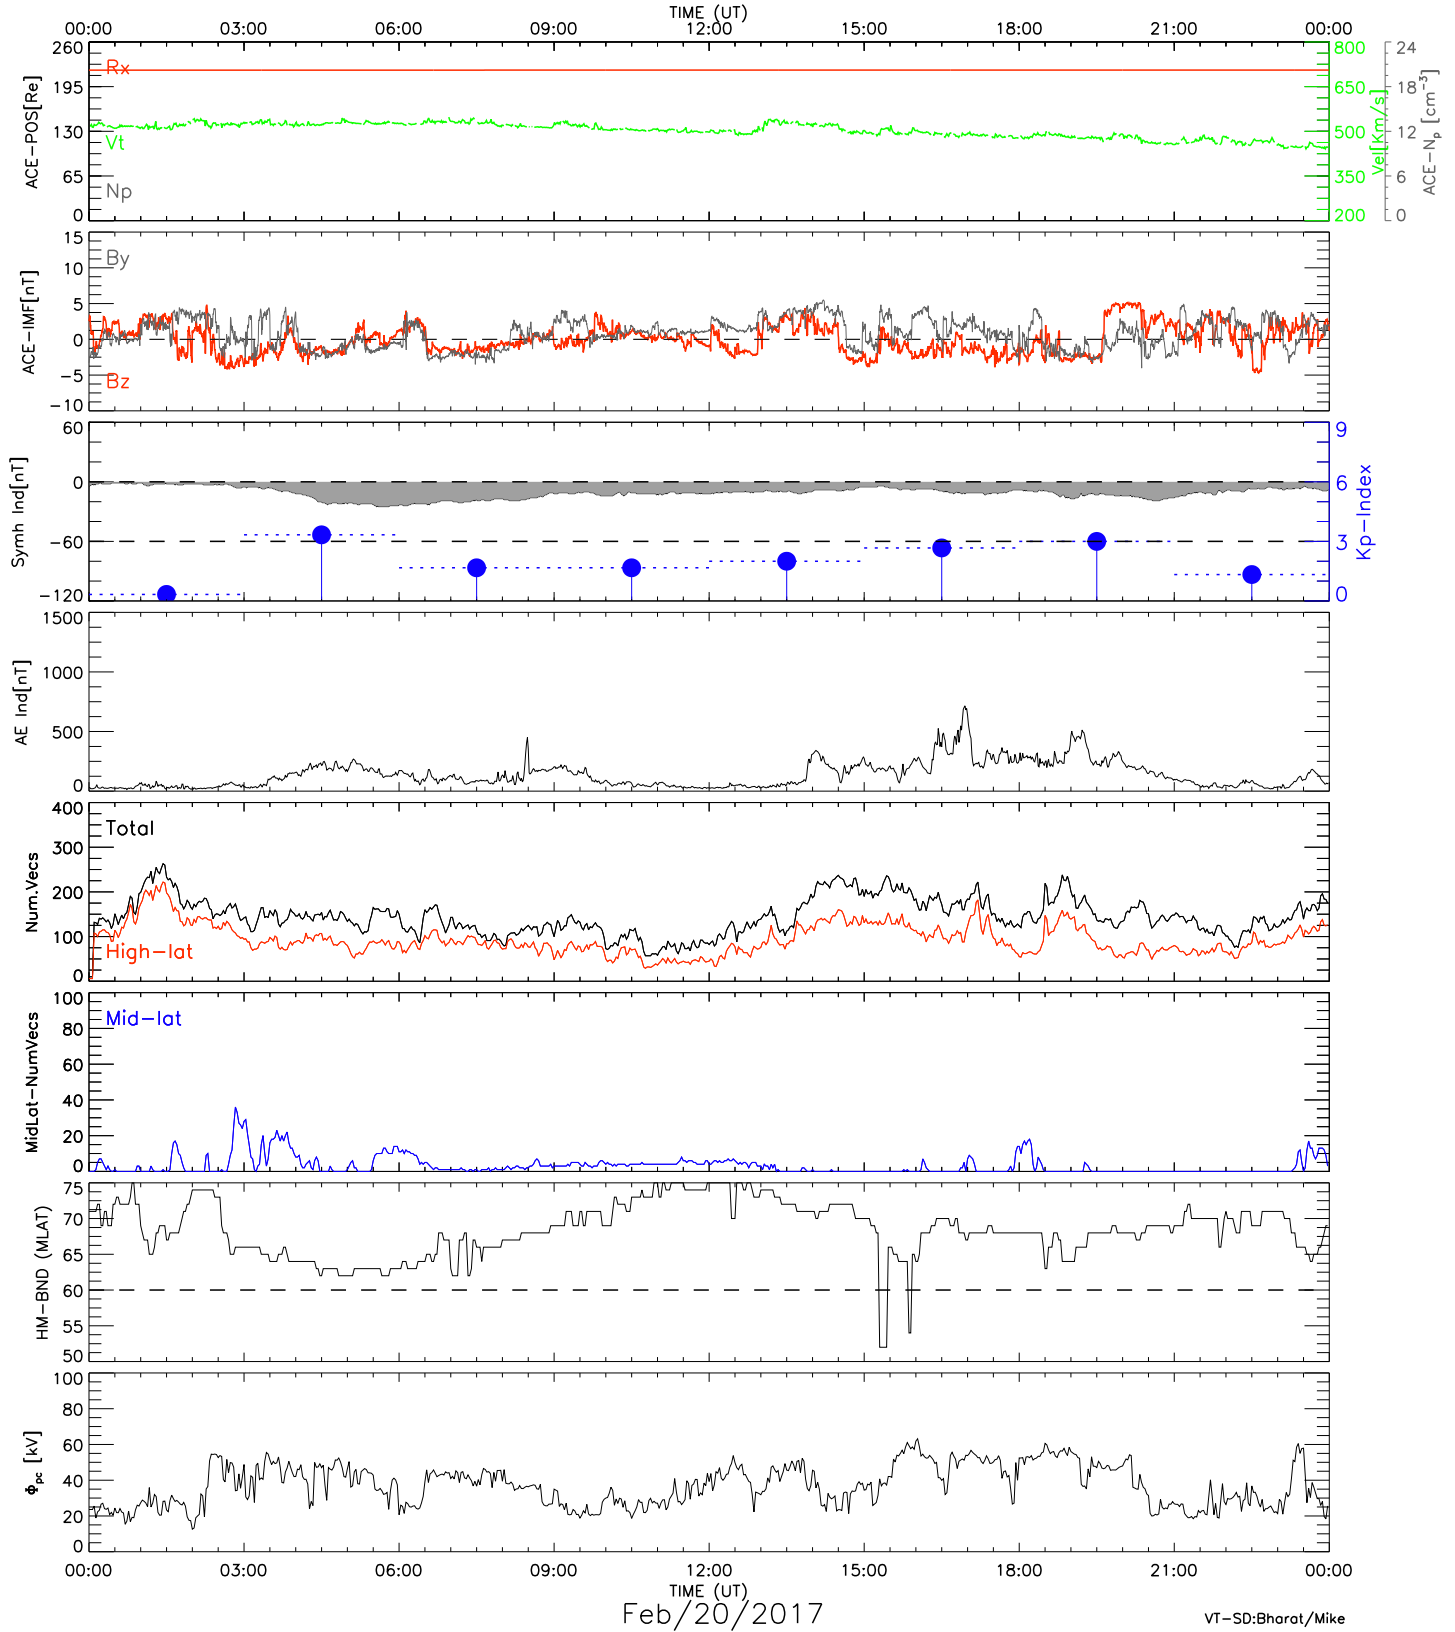 TIME (UT)
00:00 03:00 06:00 09:00 12:00 15:00 18:00 21:00 00:00
ACE-POS[Re]
260
195
130
65
0
Rx
Vt
Np
800
650
500
350
200
Vel[Km/s]
24
18
12
6
0
ACE-Np [cm⁻³]
ACE-IMF[nT]
15
10
5
0
-5
-10
By
Bz
Symh Ind[nT]
60
0
-60
-120
9
6
3
0
Kp-Index
AE Ind[nT]
1500
1000
500
0
Num.Vecs
400
300
200
100
0
Total
High-lat
MidLat-NumVecs
100
80
60
40
20
0
Mid-lat
HM-BND (MLAT)
75
70
65
60
55
50
Φpc [kV]
100
80
60
40
20
0
00:00 03:00 06:00 09:00 12:00 15:00 18:00 21:00 00:00
TIME (UT)
Feb/20/2017
VT-SD:Bharat/Mike